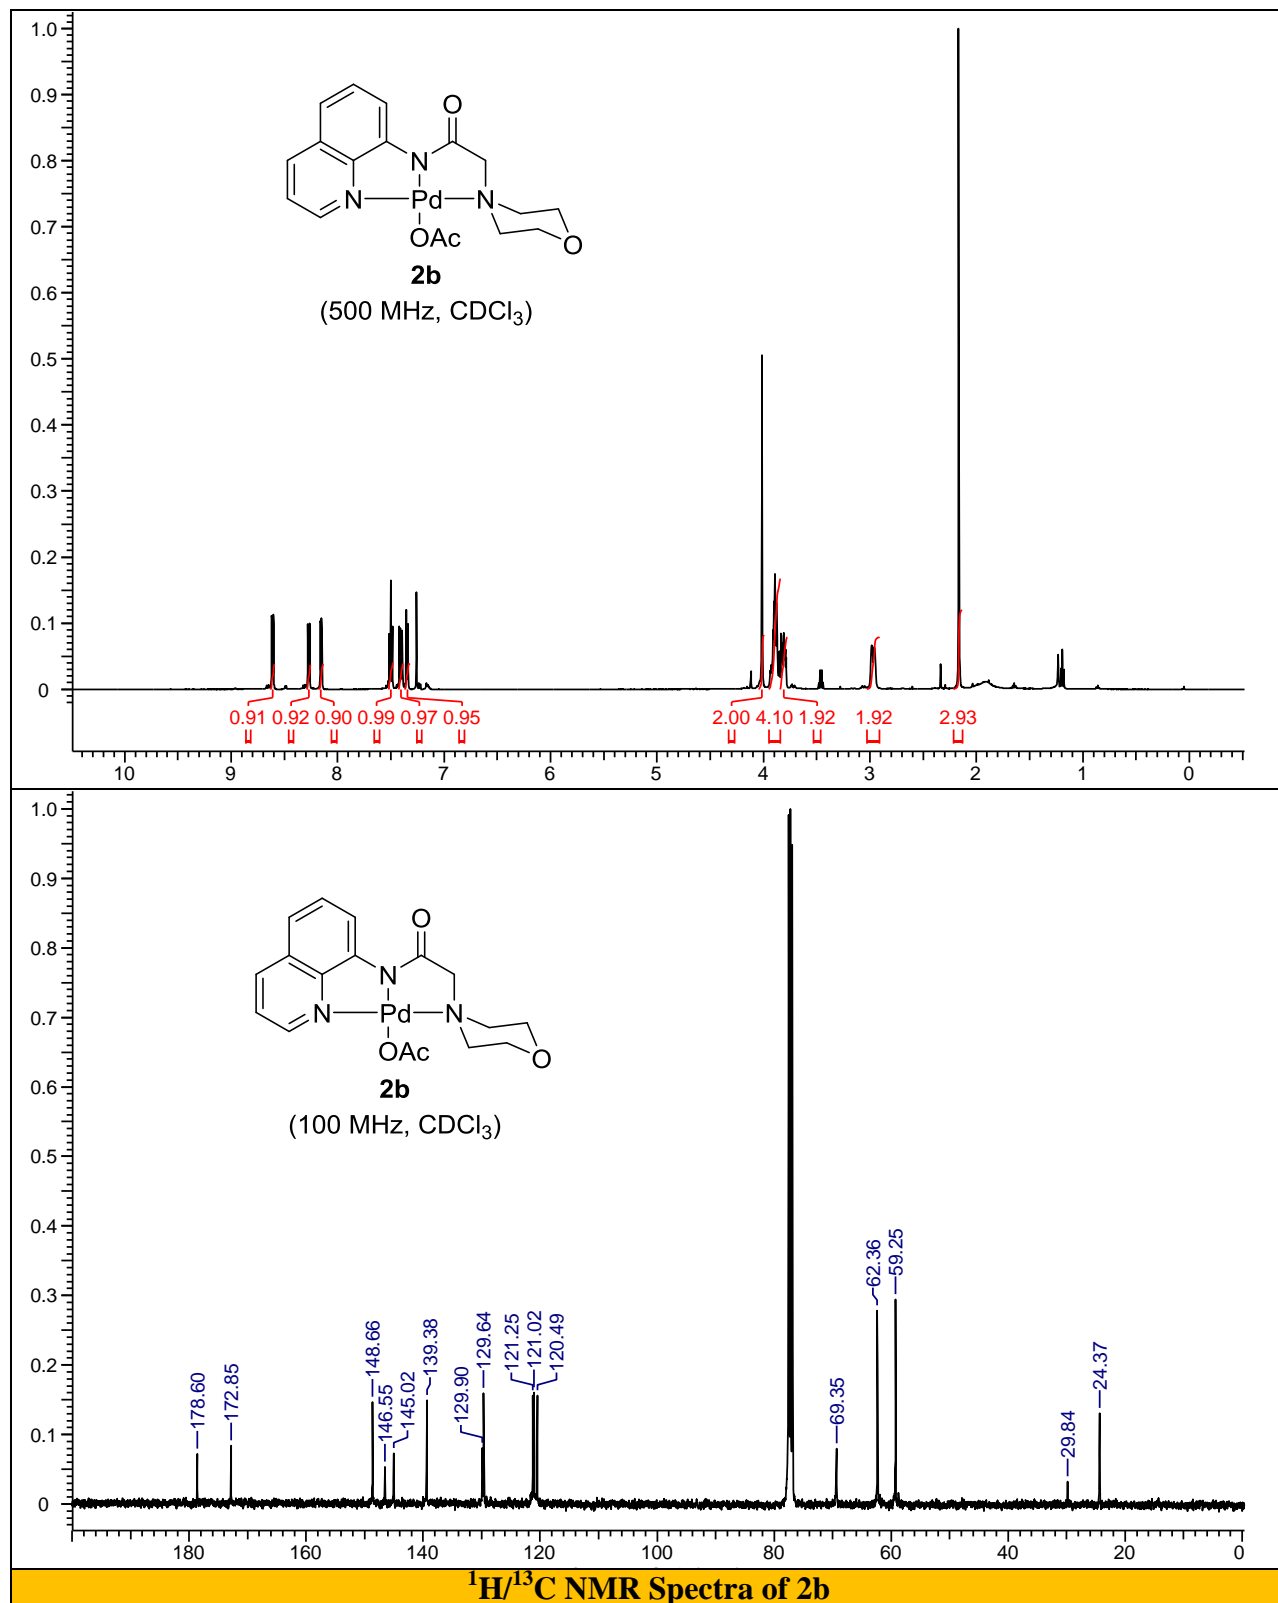 1.0
0.9
0.8
0.7
0.6
0.5
0.4
0.3
0.2
0.1
0
O
N
N
Pd
N
OAc
O
2b
(500 MHz, CDCl3)
0.91 0.92 0.90 0.99 0.97 0.95 2.00 4.10 1.92 1.92 2.93
10 9 8 7 6 5 4 3 2 1 0
1.0
0.9
0.8
0.7
0.6
0.5
0.4
0.3
0.2
0.1
0
O
N
N
Pd
N
OAc
O
2b
(100 MHz, CDCl3)
178.60
172.85
148.66
146.55
145.02
139.38
129.90
129.64
121.25
121.02
120.49
69.35
62.36
59.25
29.84
24.37
180 160 140 120 100 80 60 40 20 0
1H/13C NMR Spectra of 2b